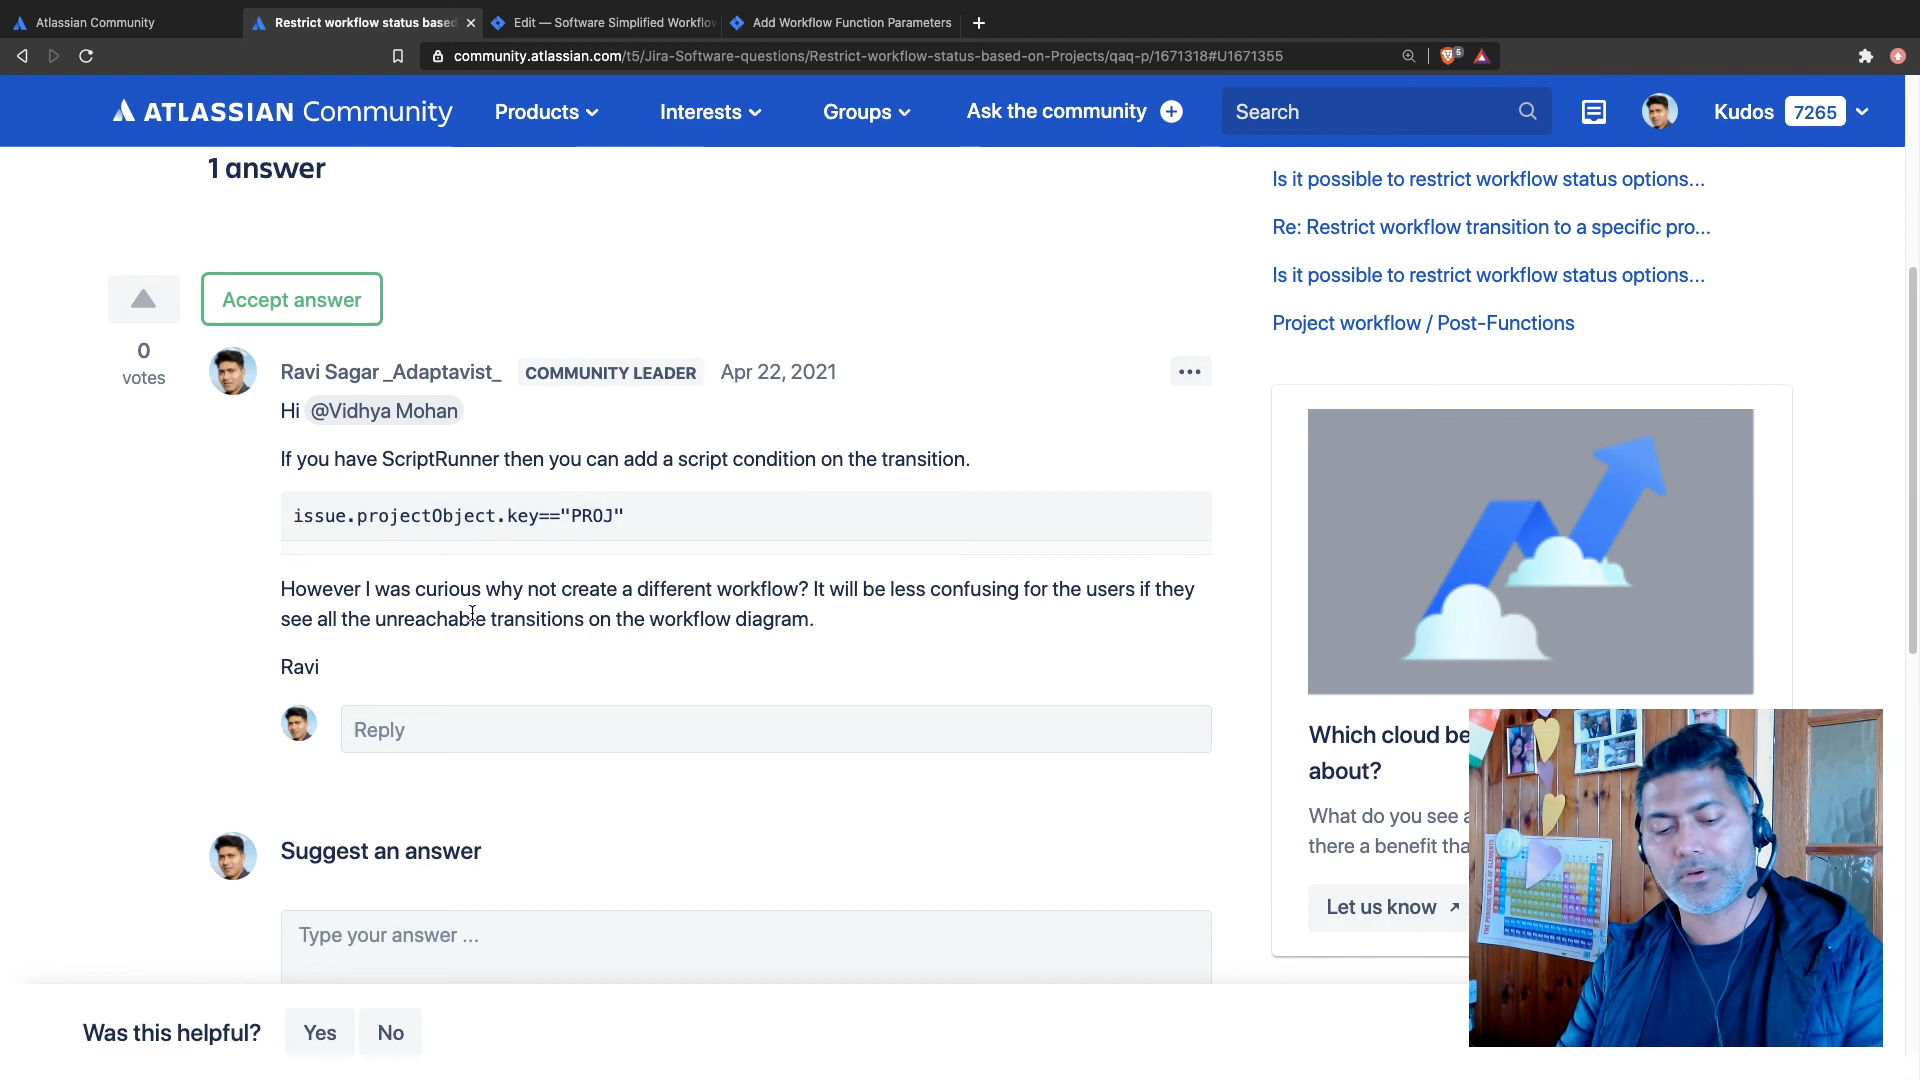 Atlassian Community
Restrict workflow status based
Edit — Software Simplified Workflow
Add Workflow Function Parameters
community.atlassian.com/t5/Jira-Software-questions/Restrict-workflow-status-based-on-Projects/qaq-p/1671318#U1671355
5
ATLASSIAN Community
Products
Interests
Groups
Ask the community
Search
Kudos 7265
1 answer
Accept answer
0
votes
Ravi Sagar _Adaptavist_ COMMUNITY LEADER Apr 22, 2021
Hi @Vidhya Mohan
If you have ScriptRunner then you can add a script condition on the transition.
issue.projectObject.key=="PROJ"
However I was curious why not create a different workflow? It will be less confusing for the users if they
see all the unreachable transitions on the workflow diagram.
Ravi
Reply
Suggest an answer
Type your answer ...
Was this helpful?
Yes
No
Is it possible to restrict workflow status options...
Re: Restrict workflow transition to a specific pro...
Is it possible to restrict workflow status options...
Project workflow / Post-Functions
Which cloud be
about?
What do you see a
there a benefit tha
Let us know
THE PERIODIC TABLE OF ELEMENTS